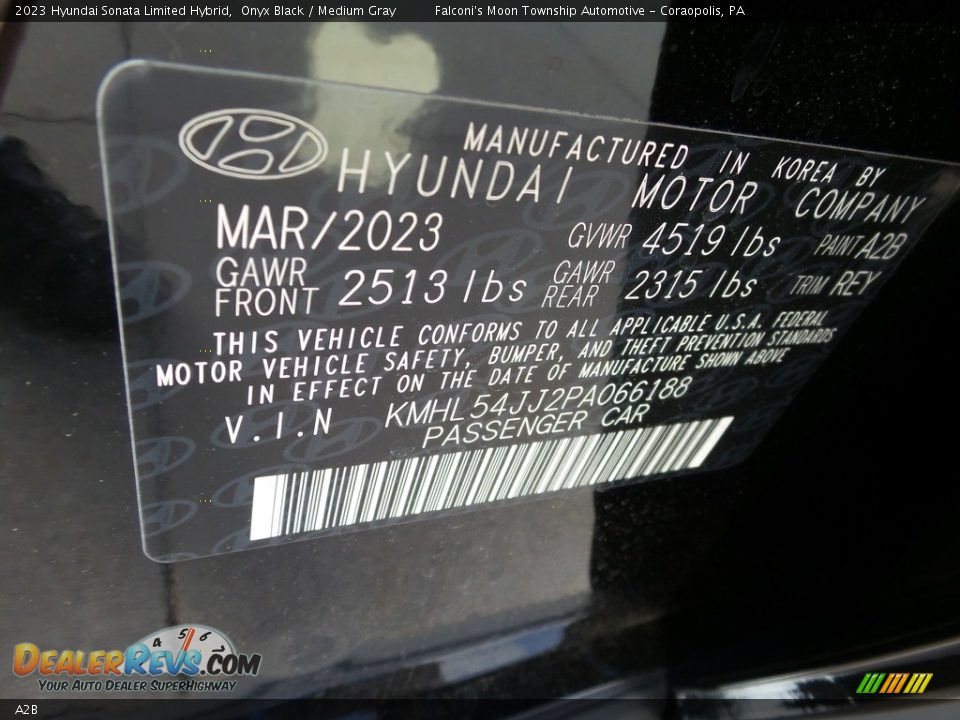 2023 Hyundai Sonata Limited Hybrid, Onyx Black / Medium Gray Falconi's Moon Township Automotive - Coraopolis, PA
MANUFACTURED IN KOREA BY
HYUNDAI MOTOR COMPANY
MAR/2023 GVWR 4519 lbs PAINT A2B
GAWR FRONT 2513 lbs GAWR REAR 2315 lbs TRIM REY
THIS VEHICLE CONFORMS TO ALL APPLICABLE U.S.A. FEDERAL
MOTOR VEHICLE SAFETY, BUMPER, AND THEFT PREVENTION STANDARDS
IN EFFECT ON THE DATE OF MANUFACTURE SHOWN ABOVE
V.I.N KMHL54JJ2PA066188
PASSENGER CAR
4 5 6
DEALERREVS.COM
YOUR AUTO DEALER SUPERHIGHWAY
A2B